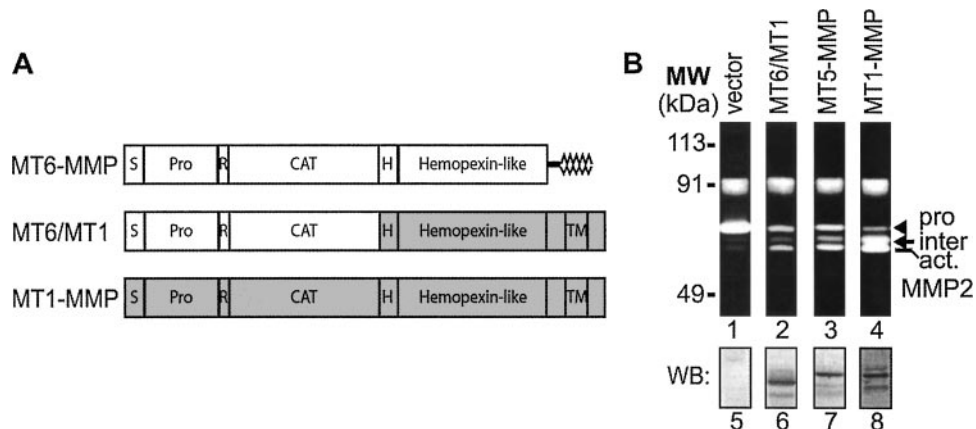 A
MT6-MMP
S Pro R CAT H Hemopexin-like
MT6/MT1
S Pro R CAT H Hemopexin-like TM
MT1-MMP
S Pro R CAT H Hemopexin-like TM
B
MW
(kDa)
vector
MT6/MT1
MT5-MMP
MT1-MMP
113-
91-
49-
pro
inter
act.
MMP2
1 2 3 4
WB:
5 6 7 8